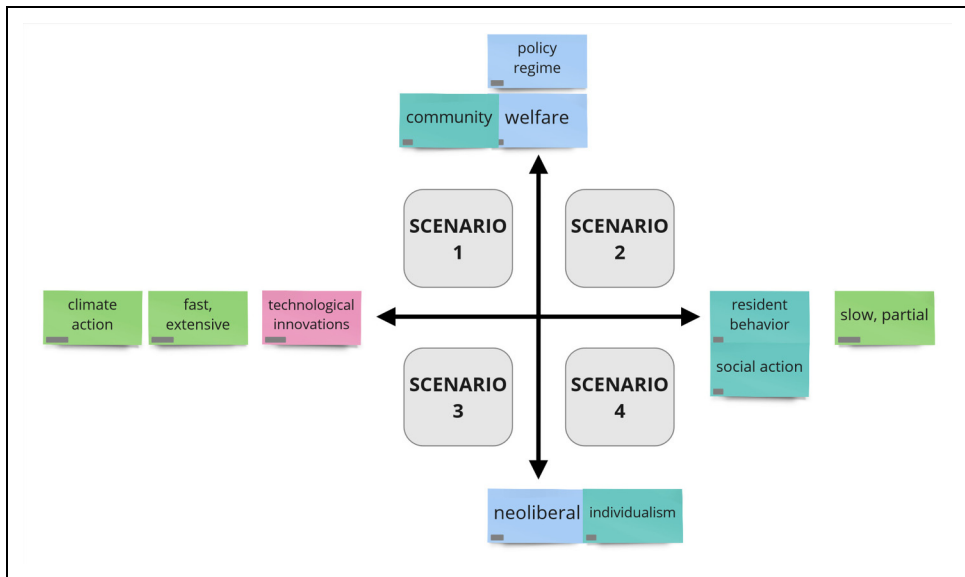 policy
regime
community
welfare
SCENARIO
1
SCENARIO
2
climate
action
fast,
extensive
technological
innovations
resident
behavior
slow, partial
social action
SCENARIO
3
SCENARIO
4
neoliberal
individualism